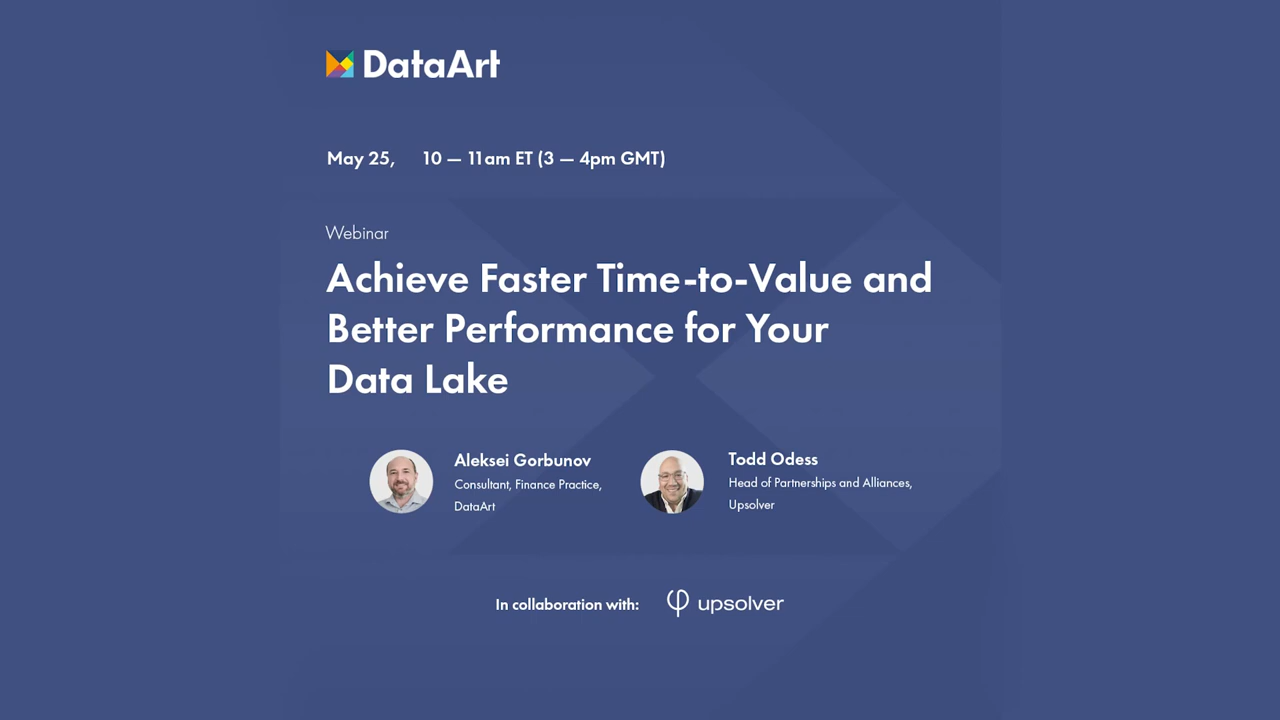 DataArt
May 25, 10 — 11am ET (3 — 4pm GMT)
Webinar
Achieve Faster Time-to-Value and
Better Performance for Your
Data Lake
Aleksei Gorbunov
Consultant, Finance Practice,
DataArt
Todd Odess
Head of Partnerships and Alliances,
Upsolver
In collaboration with: upsolver